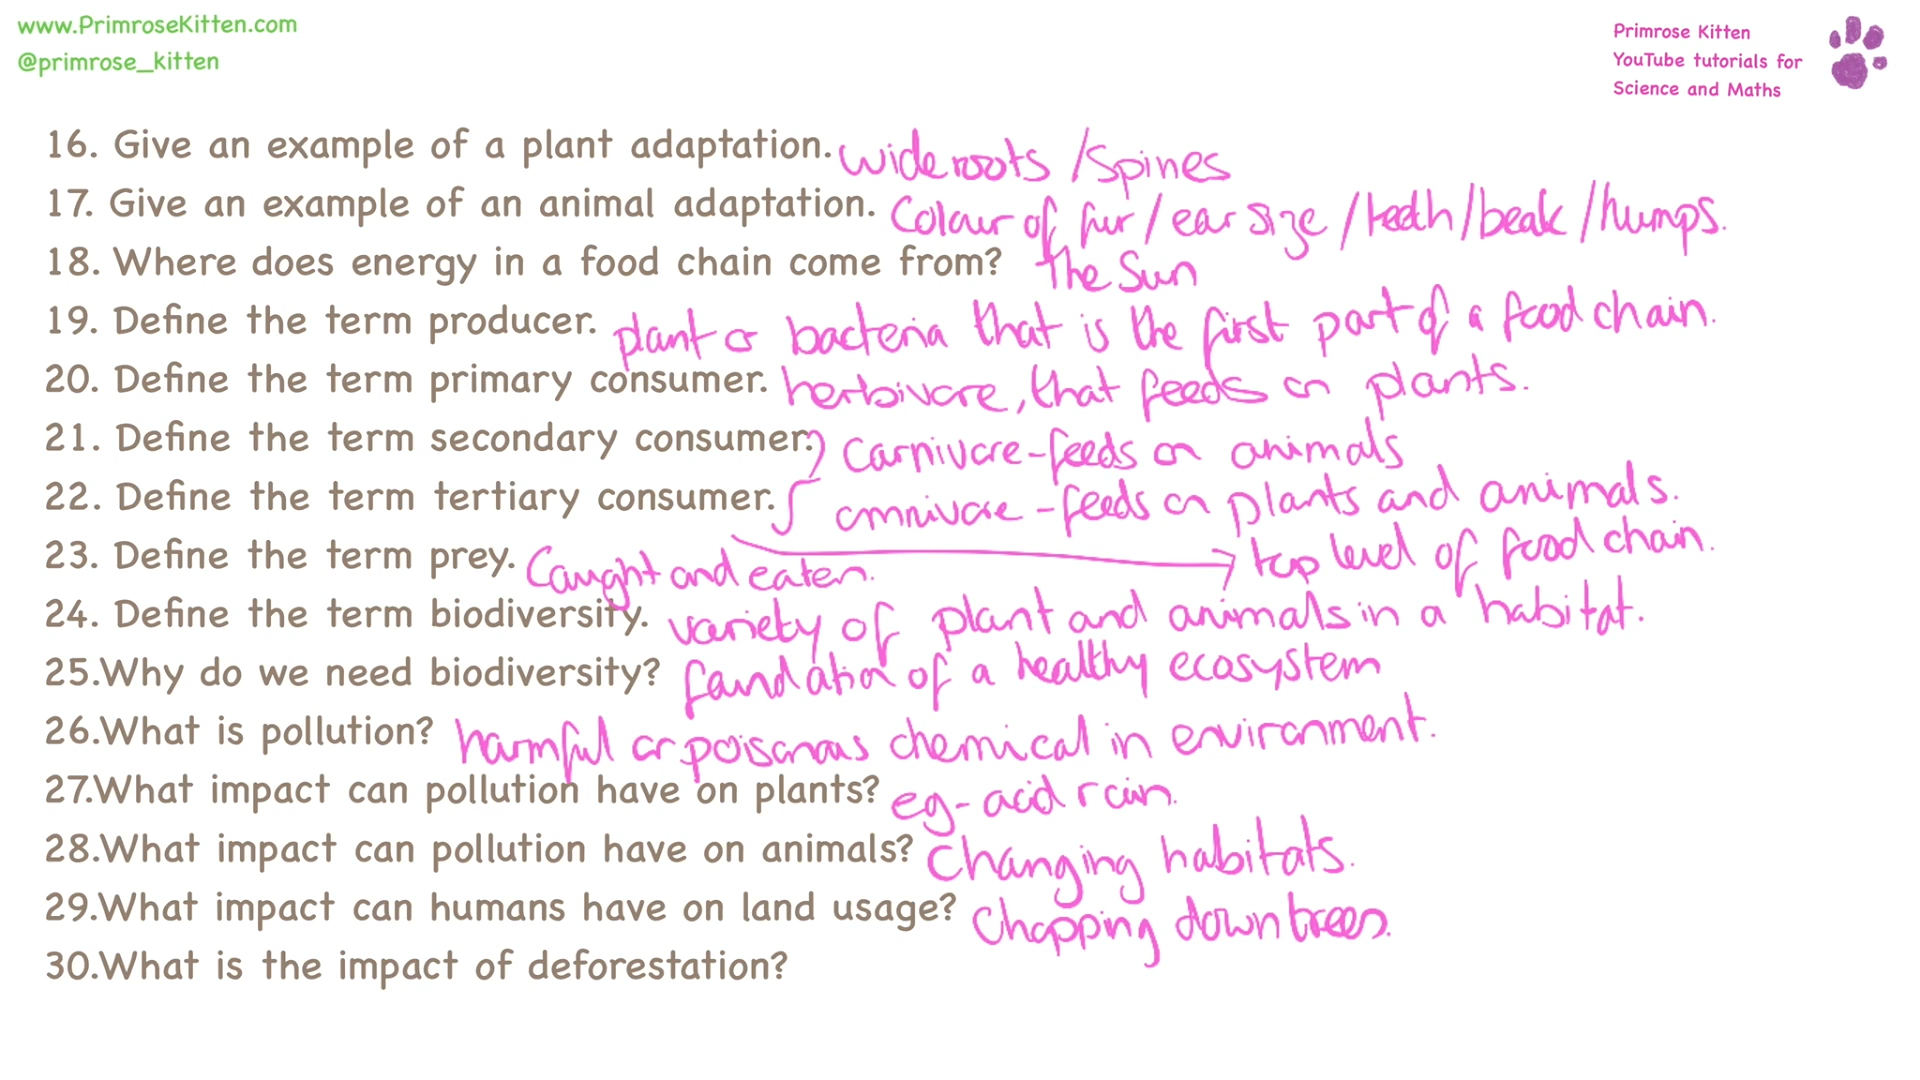 www.PrimroseKitten.com
@primrose_kitten
Primrose Kitten
YouTube tutorials for
Science and Maths
16. Give an example of a plant adaptation. wide roots / Spines
17. Give an example of an animal adaptation. Colour of fur / ear size / teeth / beak / humps.
18. Where does energy in a food chain come from? The Sun
19. Define the term producer. plant or bacteria that is the first part of a food chain.
20. Define the term primary consumer. herbivore, that feeds on plants.
21. Define the term secondary consumer. Carnivore - feeds on animals
22. Define the term tertiary consumer. omnivore - feeds on plants and animals.
23. Define the term prey. Caught and eaten. → top level of food chain.
24. Define the term biodiversity. variety of plant and animals in a habitat.
25.Why do we need biodiversity? foundation of a healthy ecosystem
26.What is pollution? harmful or poisonous chemical in environment.
27.What impact can pollution have on plants? eg - acid rain.
28.What impact can pollution have on animals? Changing habitats.
29.What impact can humans have on land usage? Chopping down trees.
30.What is the impact of deforestation?